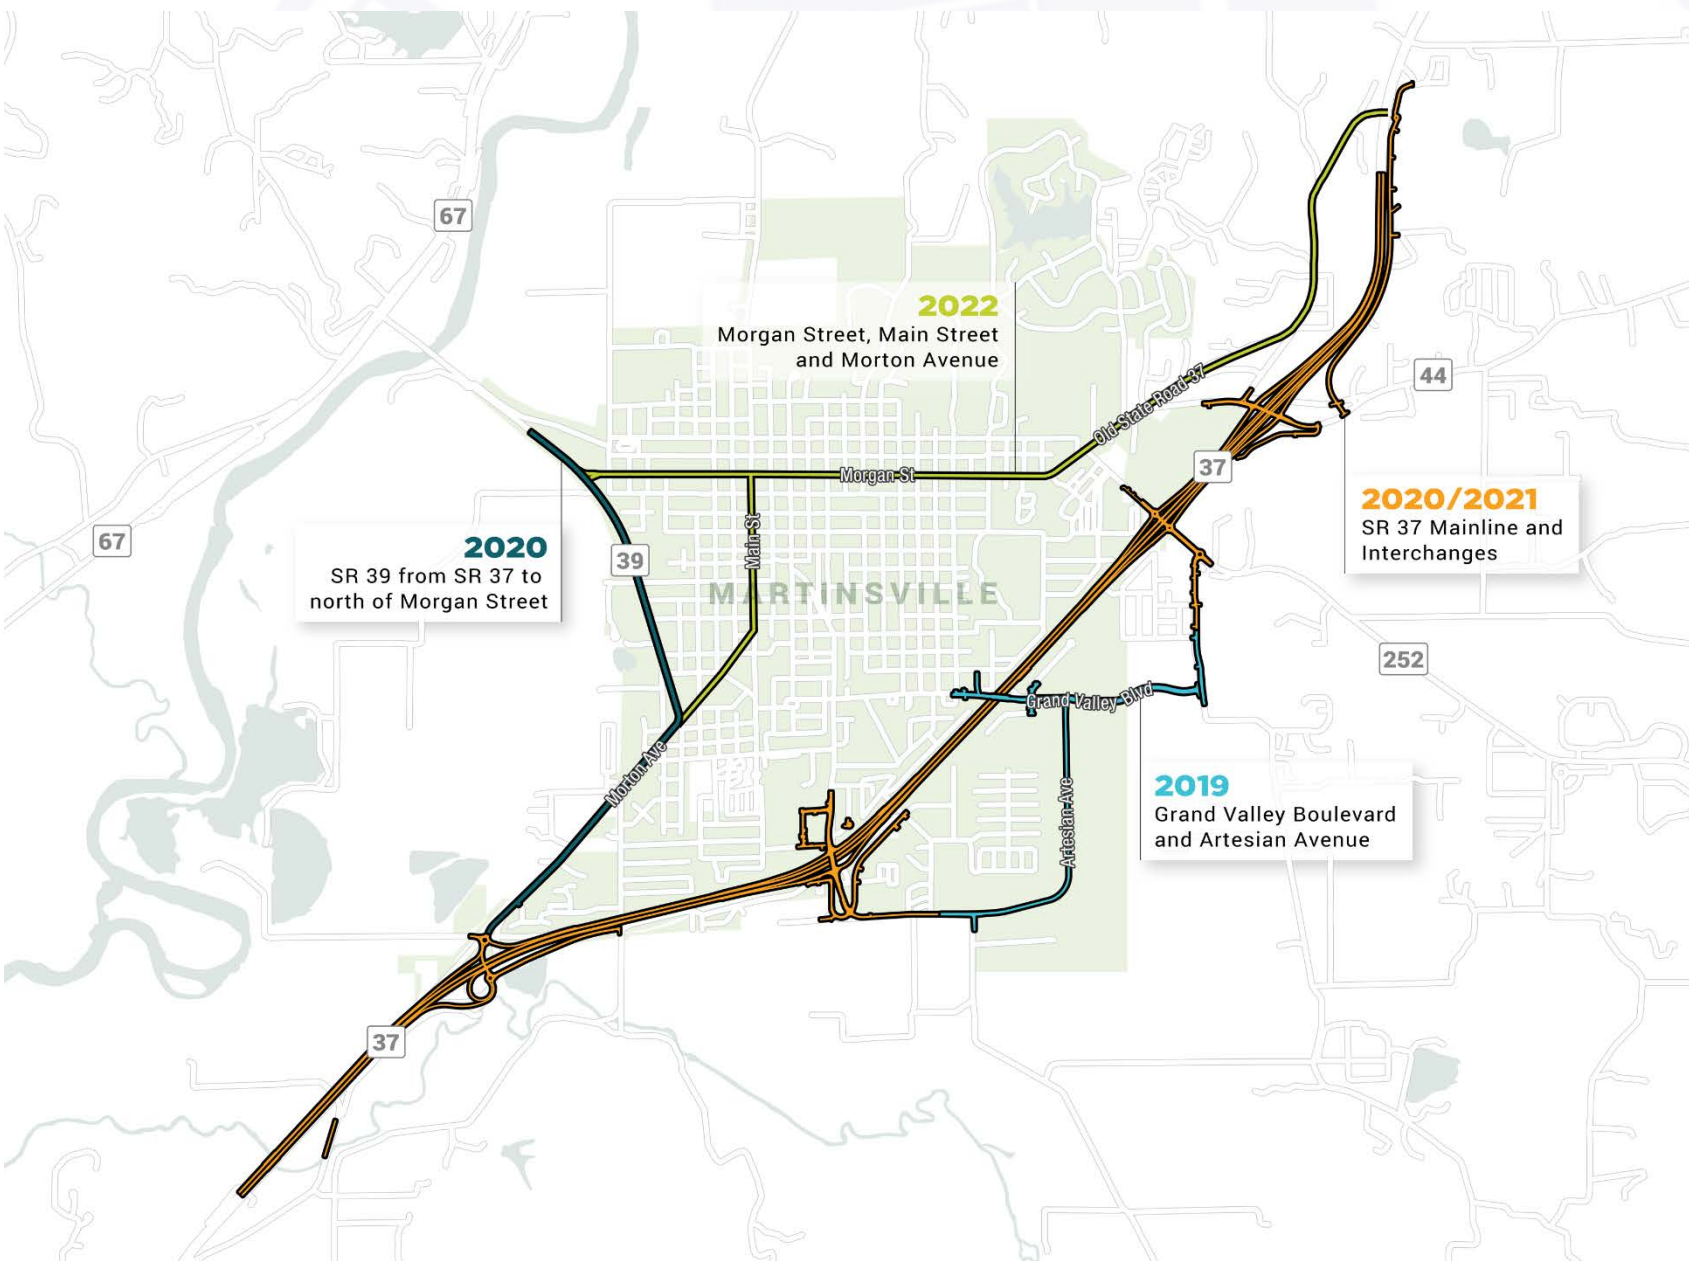 67
2022
Morgan Street, Main Street
and Morton Avenue
Old State Road 37
44
Morgan St
37
2020/2021
SR 37 Mainline and
Interchanges
67
2020
SR 39 from SR 37 to
north of Morgan Street
39
Main St
MARTINSVILLE
252
Grand Valley Blvd
Morton Ave
2019
Grand Valley Boulevard
and Artesian Avenue
Artesian Ave
37